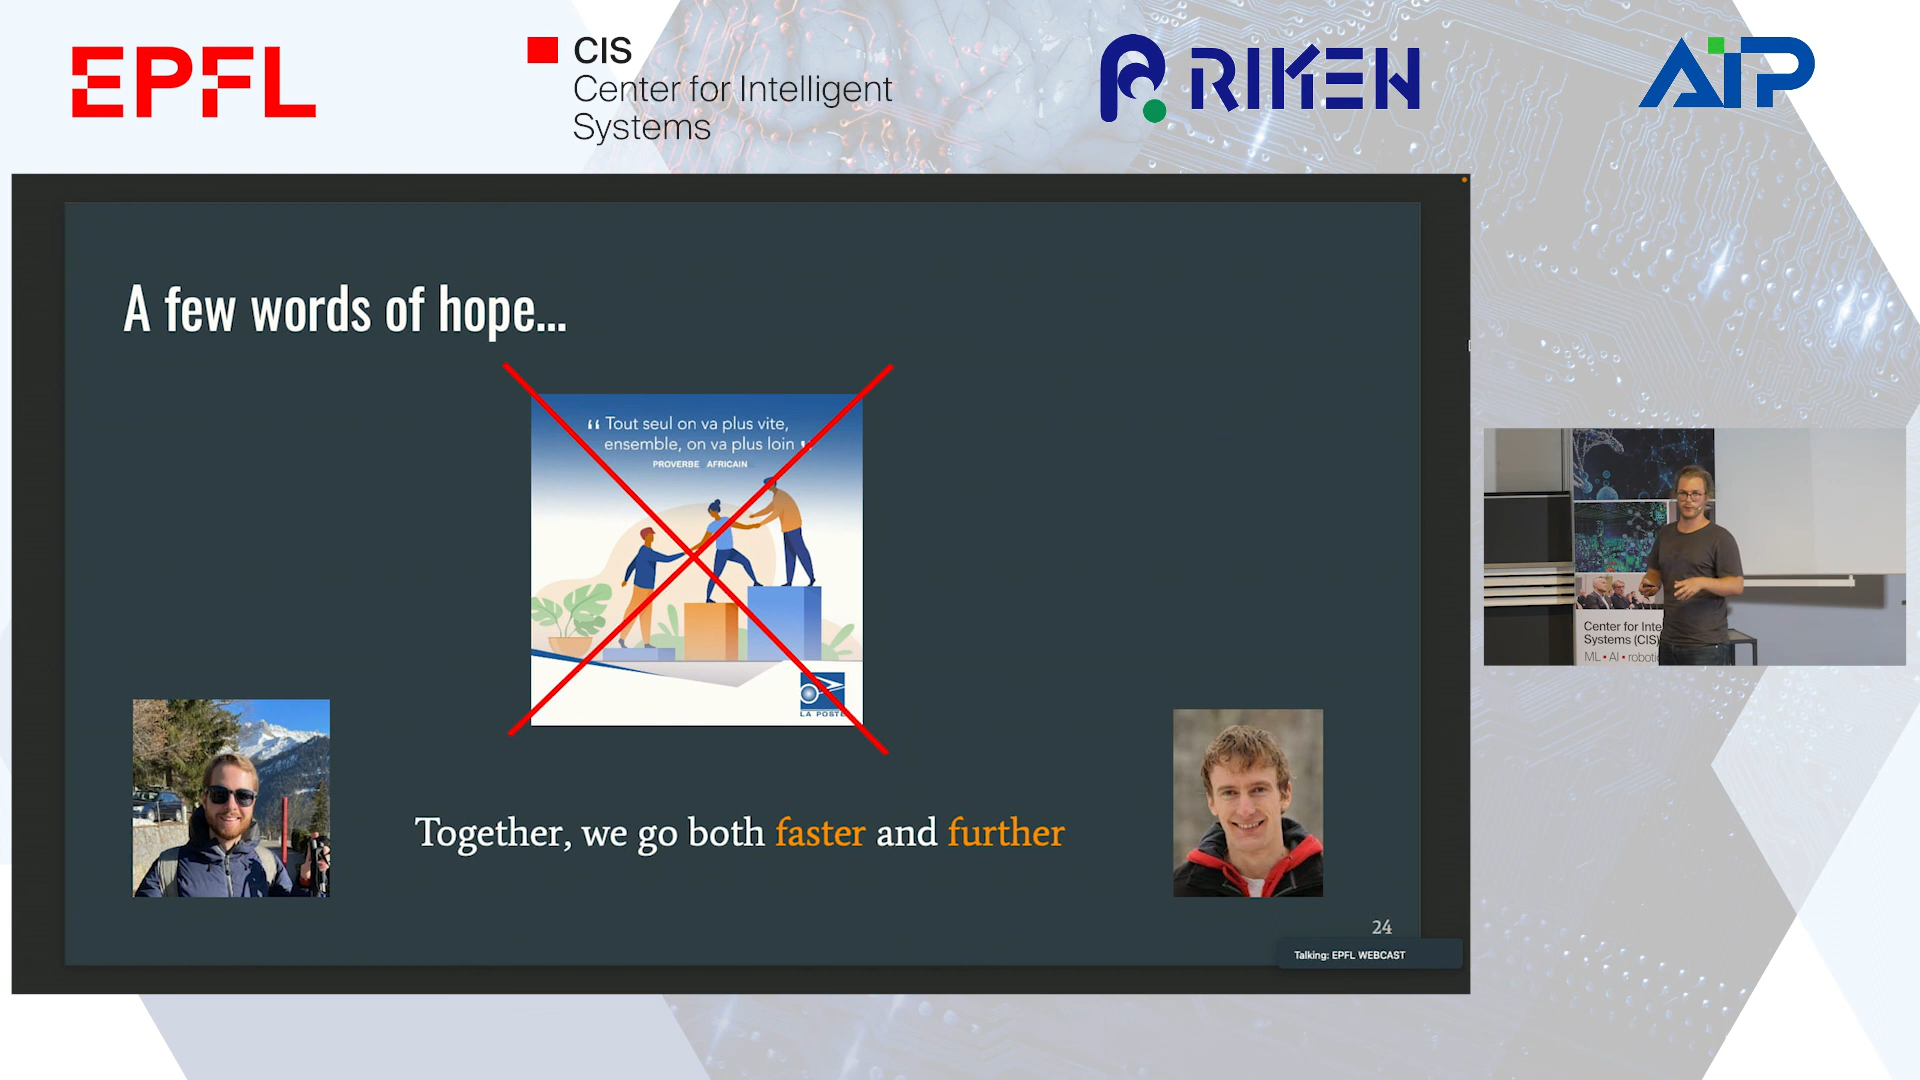 EPFL
CIS
Center for Intelligent
Systems
RIKEN
AIP
A few words of hope...
“ Tout seul on va plus vite,
ensemble, on va plus loin ”
PROVERBE AFRICAIN
LA POSTE
Together, we go both faster and further
24
Talking: EPFL WEBCAST
Center for Inte
Systems (CIS)
ML • AI • roboti